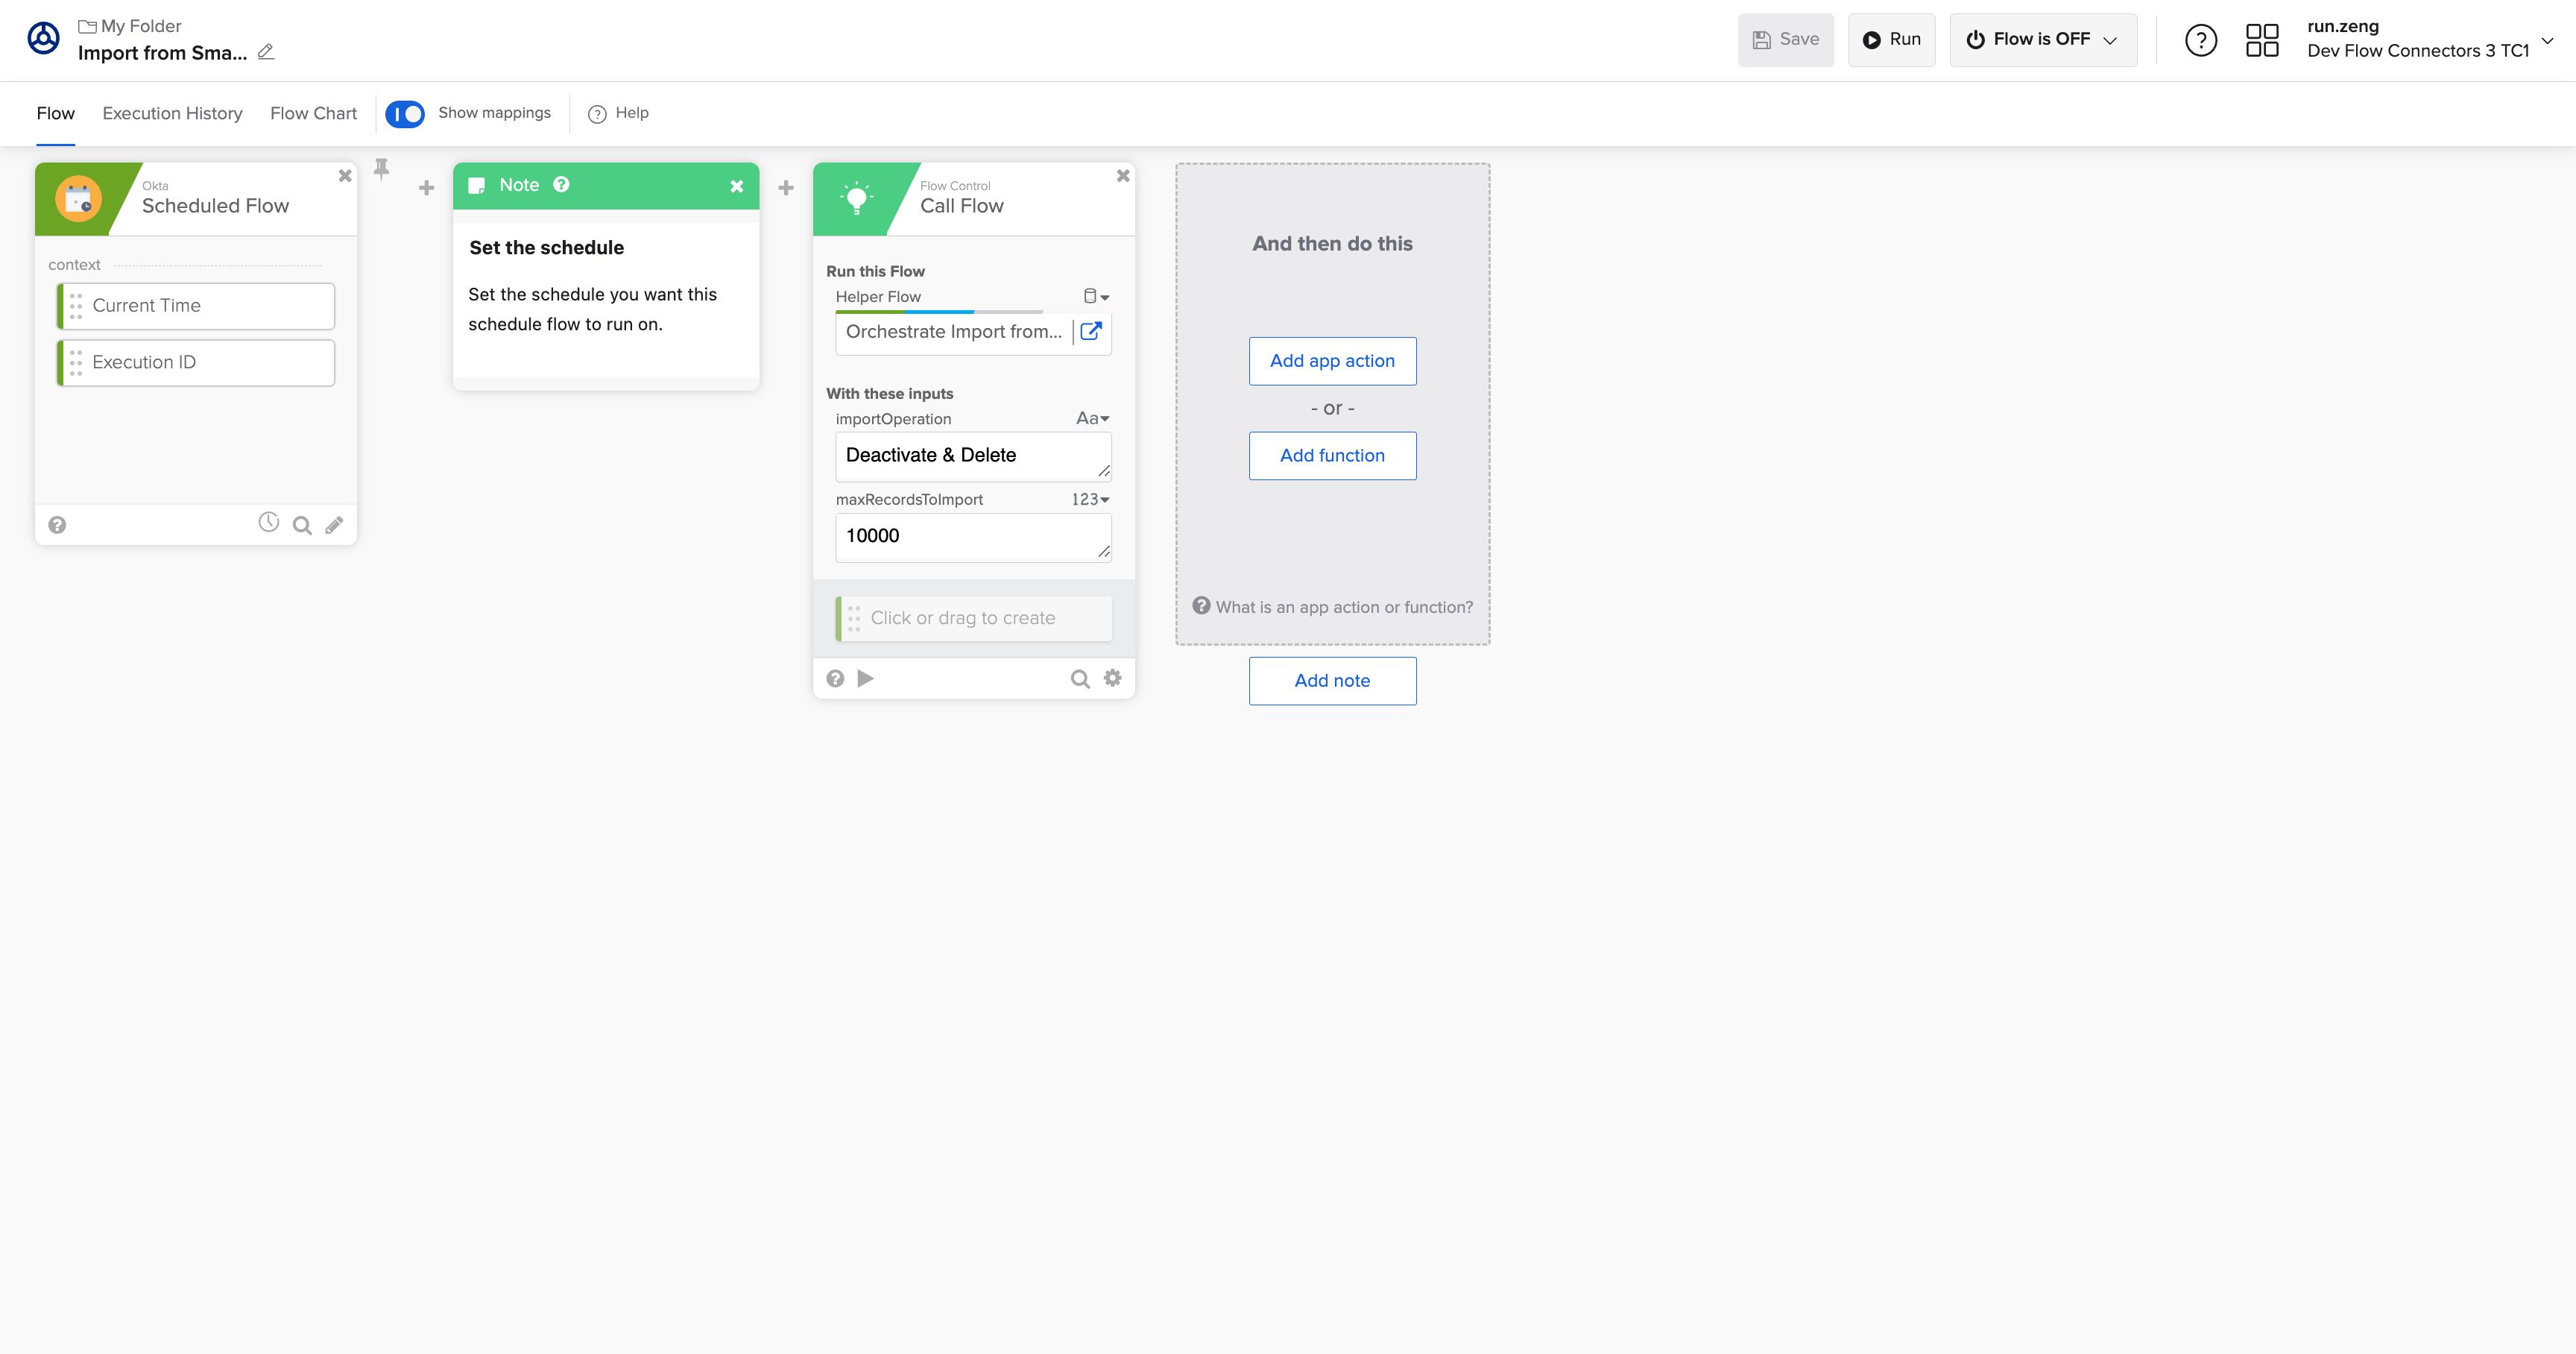 My Folder
Import from Sma...
Save
Run
Flow is OFF
run.zeng
Dev Flow Connectors 3 TC1
Flow
Execution History
Flow Chart
Show mappings
Help
Okta
Scheduled Flow
context
Current Time
Execution ID
Note
Set the schedule
Set the schedule you want this
schedule flow to run on.
Flow Control
Call Flow
Run this Flow
Helper Flow
Orchestrate Import from...
With these inputs
importOperation
Aa
Deactivate & Delete
maxRecordsToImport
123
10000
Click or drag to create
And then do this
Add app action
- or -
Add function
What is an app action or function?
Add note